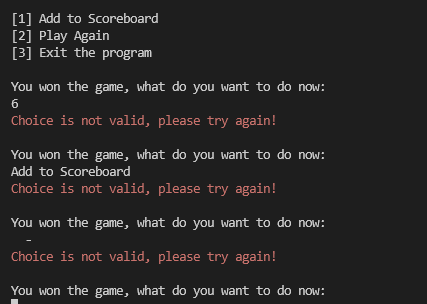 [1] Add to Scoreboard
[2] Play Again
[3] Exit the program
You won the game, what do you want to do now:
6
Choice is not valid, please try again!
You won the game, what do you want to do now:
Add to Scoreboard
Choice is not valid, please try again!
You won the game, what do you want to do now:
-
Choice is not valid, please try again!
You won the game, what do you want to do now: